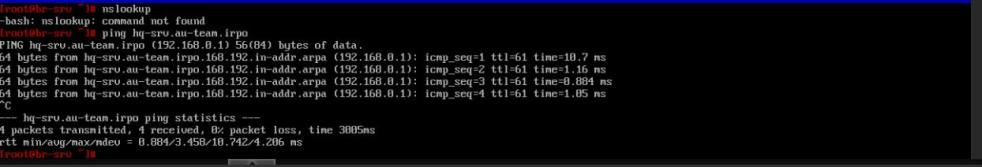 [root@br-srv ~]# nslookup
-bash: nslookup: command not found
[root@br-srv ~]# ping hq-srv.au-team.irpo
PING hq-srv.au-team.irpo (192.168.0.1) 56(84) bytes of data.
64 bytes from hq-srv.au-team.irpo.168.192.in-addr.arpa (192.168.0.1): icmp_seq=1 ttl=61 time=10.7 ms
64 bytes from hq-srv.au-team.irpo.168.192.in-addr.arpa (192.168.0.1): icmp_seq=2 ttl=61 time=1.16 ms
64 bytes from hq-srv.au-team.irpo.168.192.in-addr.arpa (192.168.0.1): icmp_seq=3 ttl=61 time=0.884 ms
64 bytes from hq-srv.au-team.irpo.168.192.in-addr.arpa (192.168.0.1): icmp_seq=4 ttl=61 time=1.05 ms
^C
--- hq-srv.au-team.irpo ping statistics ---
4 packets transmitted, 4 received, 0% packet loss, time 3005ms
rtt min/avg/max/mdev = 0.884/3.458/10.742/4.206 ms
[root@br-srv ~]#